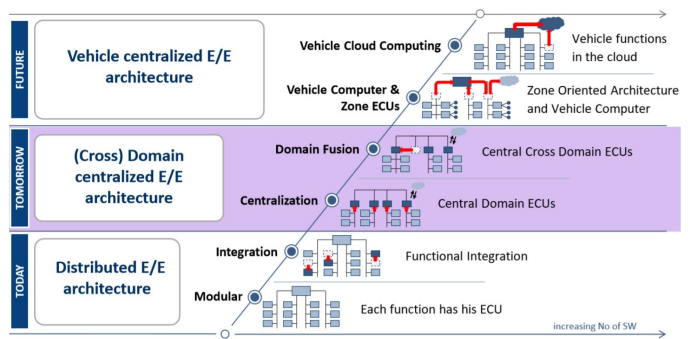 FUTURE
Vehicle centralized E/E
architecture
Vehicle Cloud Computing
Vehicle functions
in the cloud
Vehicle Computer &
Zone ECUs
Zone Oriented Architecture
and Vehicle Computer
TOMORROW
(Cross) Domain
centralized E/E
architecture
Domain Fusion
Central Cross Domain ECUs
Centralization
Central Domain ECUs
TODAY
Distributed E/E
architecture
Integration
Functional Integration
Modular
Each function has his ECU
increasing No of SW